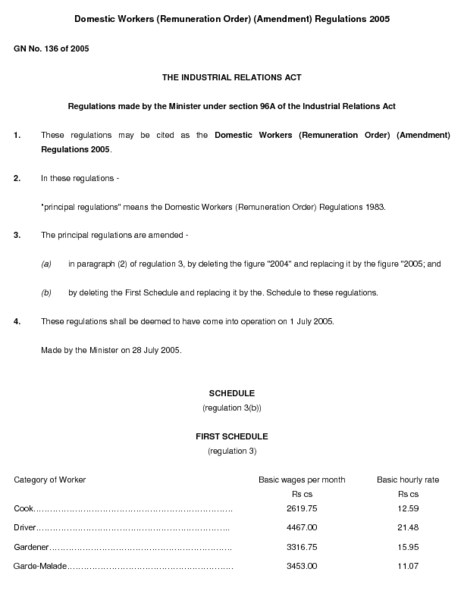 Domestic Workers (Remuneration Order) (Amendment) Regulations 2005
GN No. 136 of 2005
THE INDUSTRIAL RELATIONS ACT
Regulations made by the Minister under section 96A of the Industrial Relations Act
1. These regulations may be cited as the Domestic Workers (Remuneration Order) (Amendment)
Regulations 2005.
2. In these regulations -
"principal regulations" means the Domestic Workers (Remuneration Order) Regulations 1983.
3. The principal regulations are amended -
(a) in paragraph (2) of regulation 3, by deleting the figure "2004" and replacing it by the figure "2005; and
(b) by deleting the First Schedule and replacing it by the. Schedule to these regulations.
4. These regulations shall be deemed to have come into operation on 1 July 2005.
Made by the Minister on 28 July 2005.
SCHEDULE
(regulation 3(b))
FIRST SCHEDULE
(regulation 3)
Category of Worker Basic wages per month Basic hourly rate
Rs cs Rs cs
Cook…………………………………………………………… 2619.75 12.59
Driver………………………………………………………….. 4467.00 21.48
Gardener……………………………………………………… 3316.75 15.95
Garde-Malade………………………………………………… 3453.00 11.07